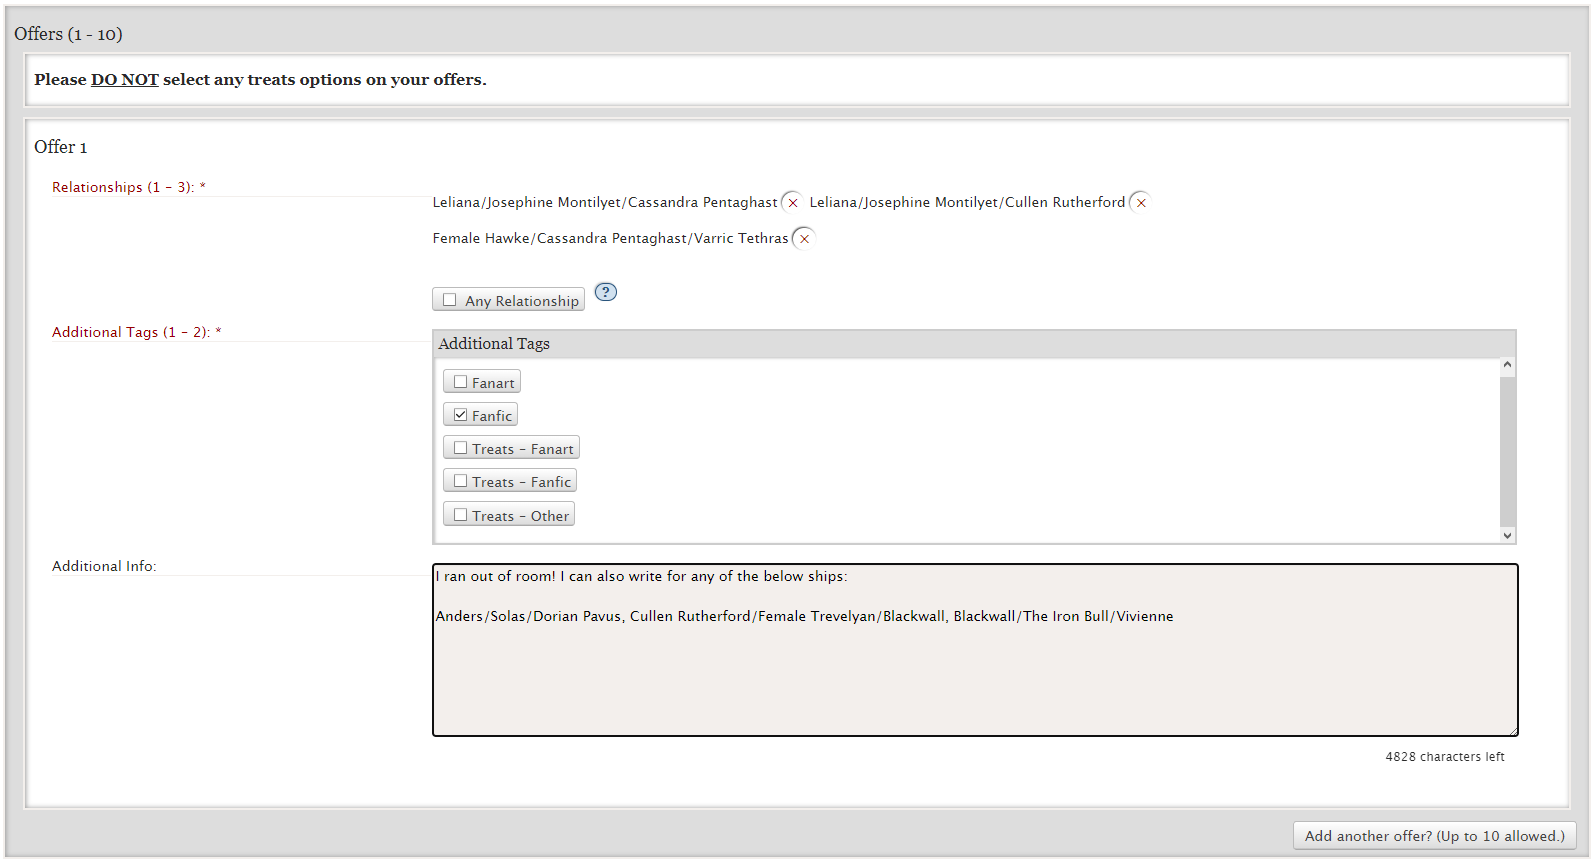 Offers (1 - 10)
Please DO NOT select any treats options on your offers.
Offer 1
Relationships (1 - 3): *
Leliana/Josephine Montilyet/Cassandra Pentaghast × Leliana/Josephine Montilyet/Cullen Rutherford ×
Female Hawke/Cassandra Pentaghast/Varric Tethras ×
Any Relationship ?
Additional Tags (1 - 2): *
Additional Tags
Fanart
Fanfic
Treats - Fanart
Treats - Fanfic
Treats - Other
Additional Info:
I ran out of room! I can also write for any of the below ships:
Anders/Solas/Dorian Pavus, Cullen Rutherford/Female Trevelyan/Blackwall, Blackwall/The Iron Bull/Vivienne
4828 characters left
Add another offer? (Up to 10 allowed.)